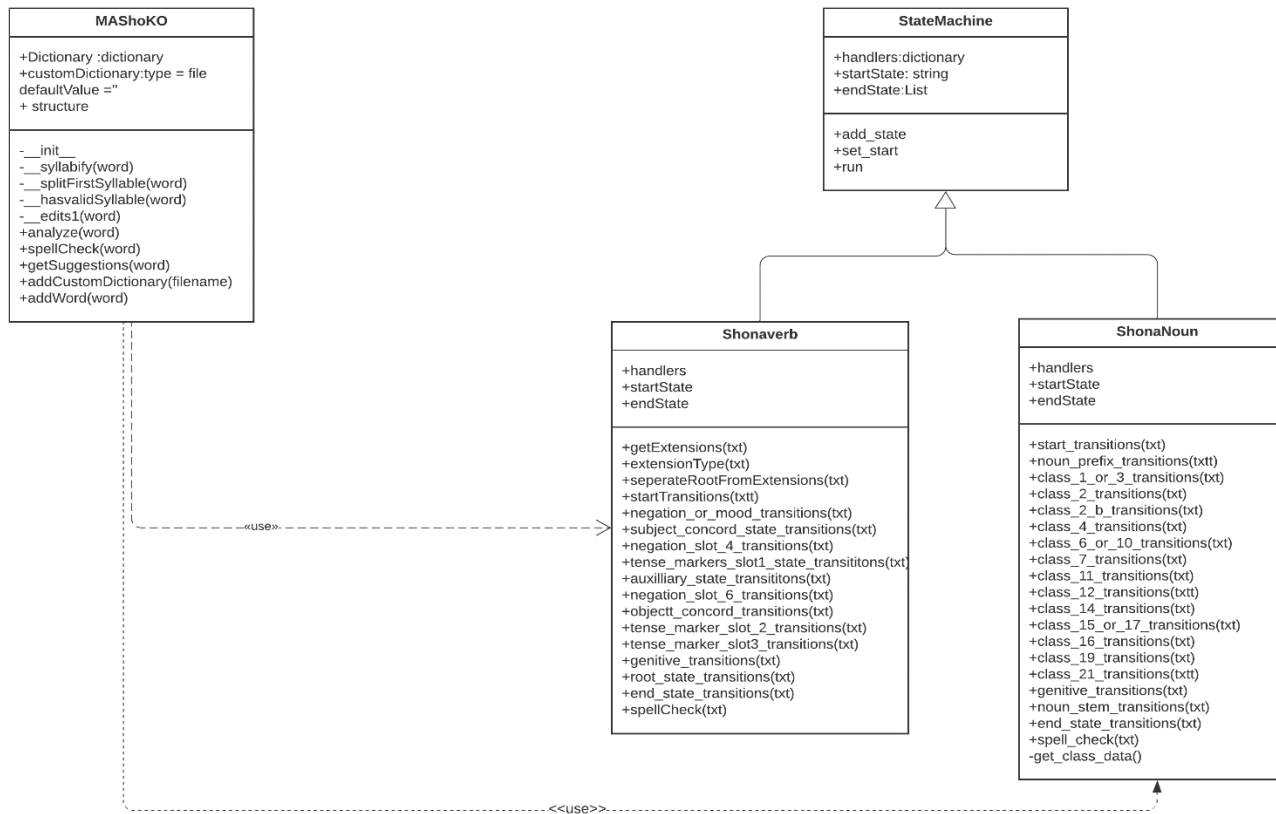 MAShoKO
+Dictionary :dictionary
+customDictionary:type = file
defaultValue =''
+ structure
-__init__
-__syllabify(word)
-__splitFirstSyllable(word)
-__hasvalidSyllable(word)
-__edits1(word)
+analyze(word)
+spellCheck(word)
+getSuggestions(word)
+addCustomDictionary(filename)
+addWord(word)
StateMachine
+handlers:dictionary
+startState: string
+endState:List
+add_state
+set_start
+run
Shonaverb
+handlers
+startState
+endState
+getExtensions(txt)
+extensionType(txt)
+seperateRootFromExtensions(txt)
+startTransitions(txtt)
+negation_or_mood_transitions(txt)
+subject_concord_state_transitions(txt)
+negation_slot_4_transitions(txt)
+tense_markers_slot1_state_transititons(txt)
+auxilliary_state_transititons(txt)
+negation_slot_6_transitions(txt)
+objectt_concord_transitions(txt)
+tense_marker_slot_2_transitions(txt)
+tense_marker_slot3_transitions(txt)
+genitive_transitions(txt)
+root_state_transitions(txt)
+end_state_transitions(txt)
+spellCheck(txt)
ShonaNoun
+handlers
+startState
+endState
+start_transitions(txt)
+noun_prefix_transitions(txtt)
+class_1_or_3_transitions(txt)
+class_2_transitions(txt)
+class_2_b_transitions(txt)
+class_4_transitions(txt)
+class_6_or_10_transitions(txt)
+class_7_transitions(txt)
+class_11_transitions(txt)
+class_12_transitions(txtt)
+class_14_transitions(txt)
+class_15_or_17_transitions(txt)
+class_16_transitions(txt)
+class_19_transitions(txt)
+class_21_transitions(txtt)
+genitive_transitions(txt)
+noun_stem_transitions(txt)
+end_state_transitions(txt)
+spell_check(txt)
-get_class_data()
«use»
<<use>>